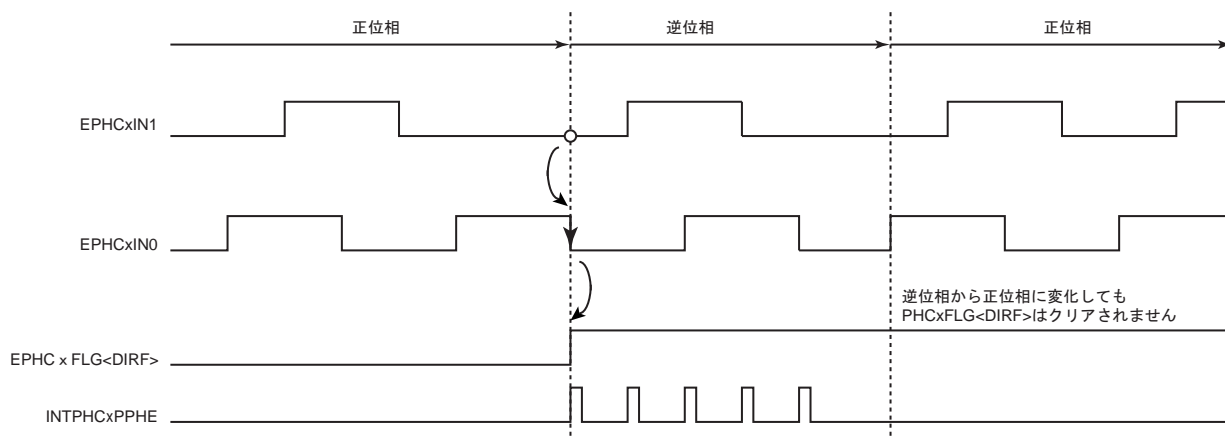 正位相
逆位相
正位相
EPHCxIN1
EPHCxIN0
逆位相から正位相に変化しても
PHCxFLG<DIRF>はクリアされません
EPHC x FLG<DIRF>
INTPHCxPPHE